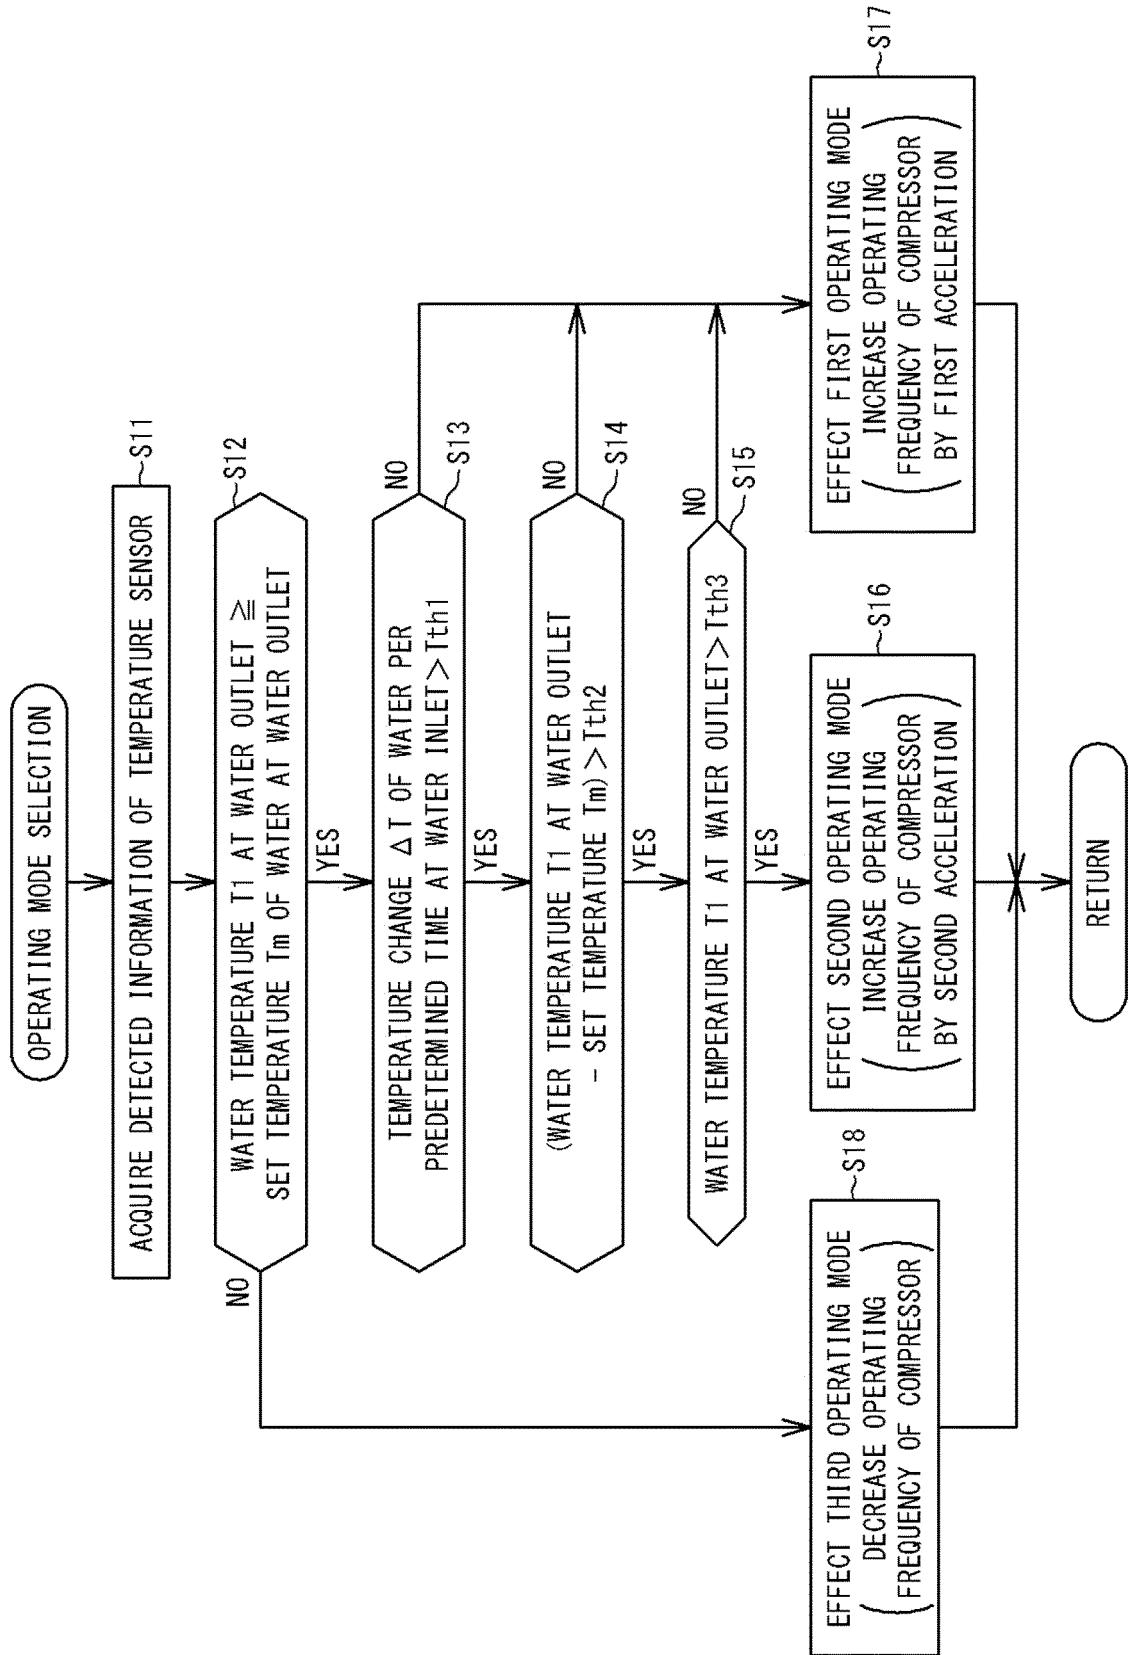 OPERATING MODE SELECTION
ACQUIRE DETECTED INFORMATION OF TEMPERATURE SENSOR
S11
WATER TEMPERATURE T1 AT WATER OUTLET ≧
SET TEMPERATURE Tm OF WATER AT WATER OUTLET
S12
NO
YES
TEMPERATURE CHANGE ΔT OF WATER PER
PREDETERMINED TIME AT WATER INLET>Tth1
S13
NO
YES
(WATER TEMPERATURE T1 AT WATER OUTLET
- SET TEMPERATURE Tm)>Tth2
S14
NO
YES
WATER TEMPERATURE T1 AT WATER OUTLET>Tth3
S15
NO
YES
S18
EFFECT THIRD OPERATING MODE
(DECREASE OPERATING
FREQUENCY OF COMPRESSOR)
S16
EFFECT SECOND OPERATING MODE
(INCREASE OPERATING
FREQUENCY OF COMPRESSOR
BY SECOND ACCELERATION)
S17
EFFECT FIRST OPERATING MODE
(INCREASE OPERATING
FREQUENCY OF COMPRESSOR
BY FIRST ACCELERATION)
RETURN